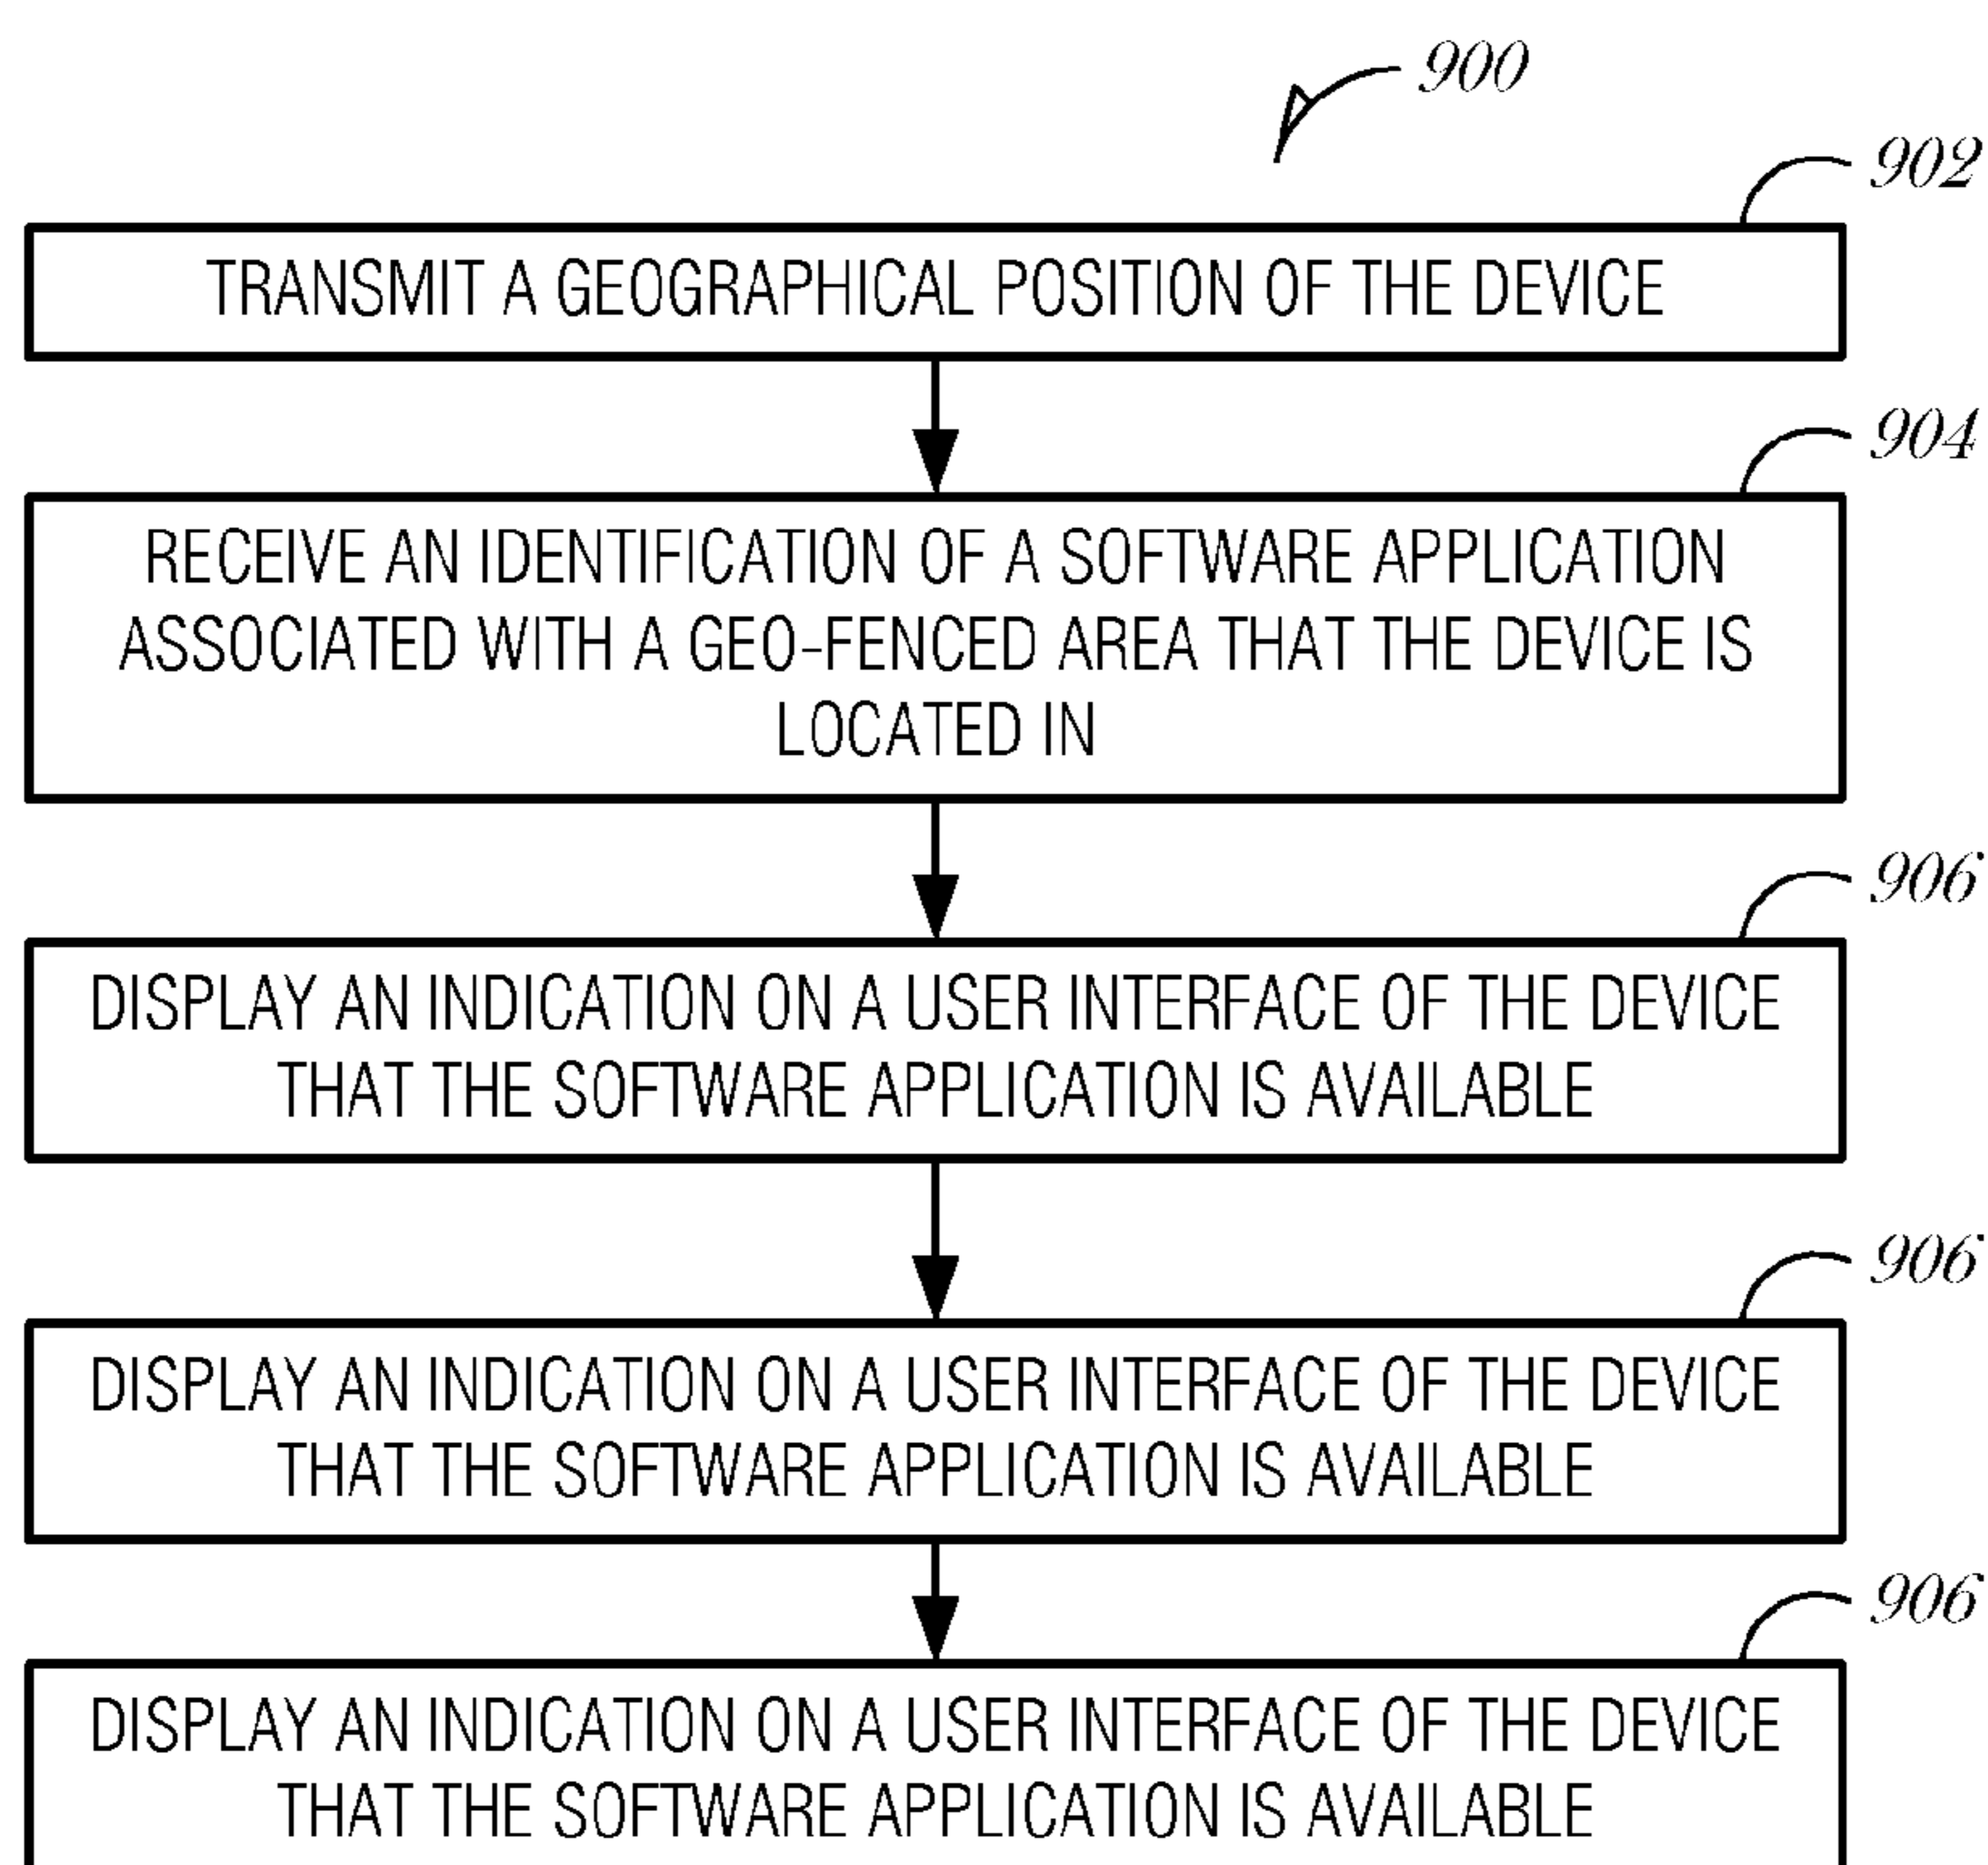 900
902
TRANSMIT A GEOGRAPHICAL POSITION OF THE DEVICE
904
RECEIVE AN IDENTIFICATION OF A SOFTWARE APPLICATION
ASSOCIATED WITH A GEO-FENCED AREA THAT THE DEVICE IS
LOCATED IN
906
DISPLAY AN INDICATION ON A USER INTERFACE OF THE DEVICE
THAT THE SOFTWARE APPLICATION IS AVAILABLE
906
DISPLAY AN INDICATION ON A USER INTERFACE OF THE DEVICE
THAT THE SOFTWARE APPLICATION IS AVAILABLE
906
DISPLAY AN INDICATION ON A USER INTERFACE OF THE DEVICE
THAT THE SOFTWARE APPLICATION IS AVAILABLE